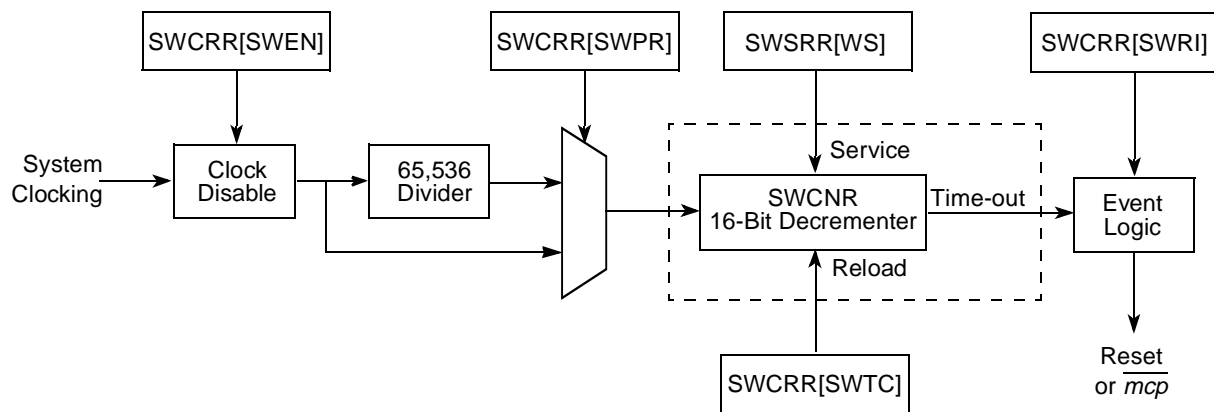 SWCRR[SWEN]
SWCRR[SWPR]
SWSRR[WS]
SWCRR[SWRI]
System
Clocking
Clock
Disable
65,536
Divider
Service
SWCNR
16-Bit Decrementer
Reload
Time-out
Event
Logic
SWCRR[SWTC]
Reset
or mcp